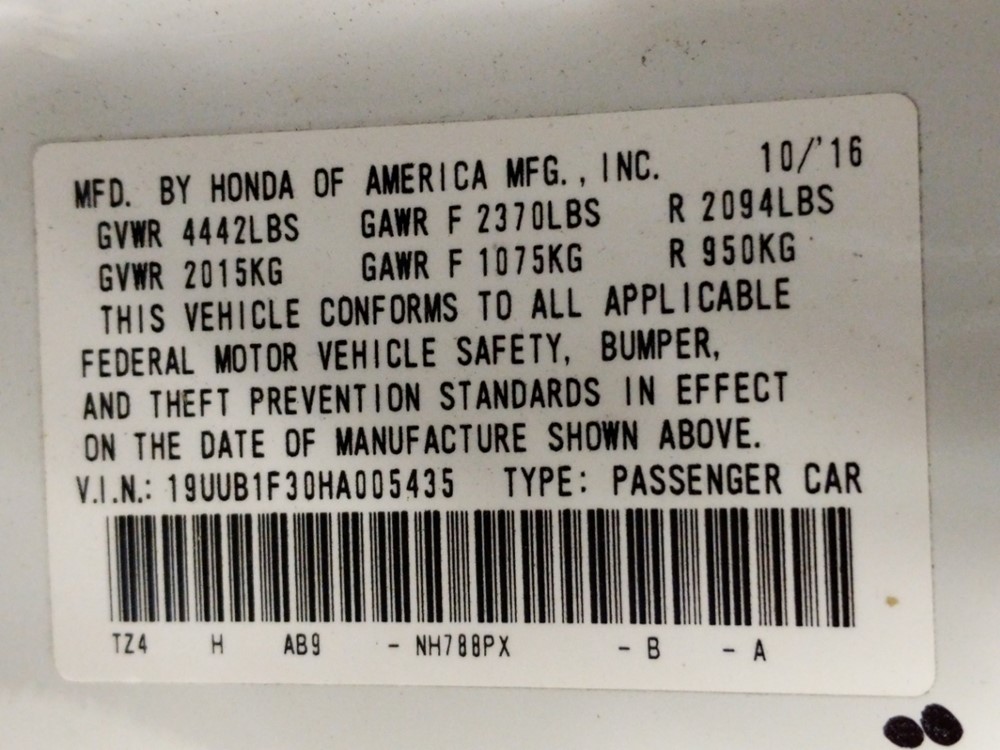 MFD. BY HONDA OF AMERICA MFG., INC. 10/'16
GVWR 4442LBS GAWR F 2370LBS R 2094LBS
GVWR 2015KG GAWR F 1075KG R 950KG
THIS VEHICLE CONFORMS TO ALL APPLICABLE
FEDERAL MOTOR VEHICLE SAFETY, BUMPER,
AND THEFT PREVENTION STANDARDS IN EFFECT
ON THE DATE OF MANUFACTURE SHOWN ABOVE.
V.I.N.: 19UUB1F30HA005435 TYPE: PASSENGER CAR
TZ4 H AB9 - NH788PX - B - A